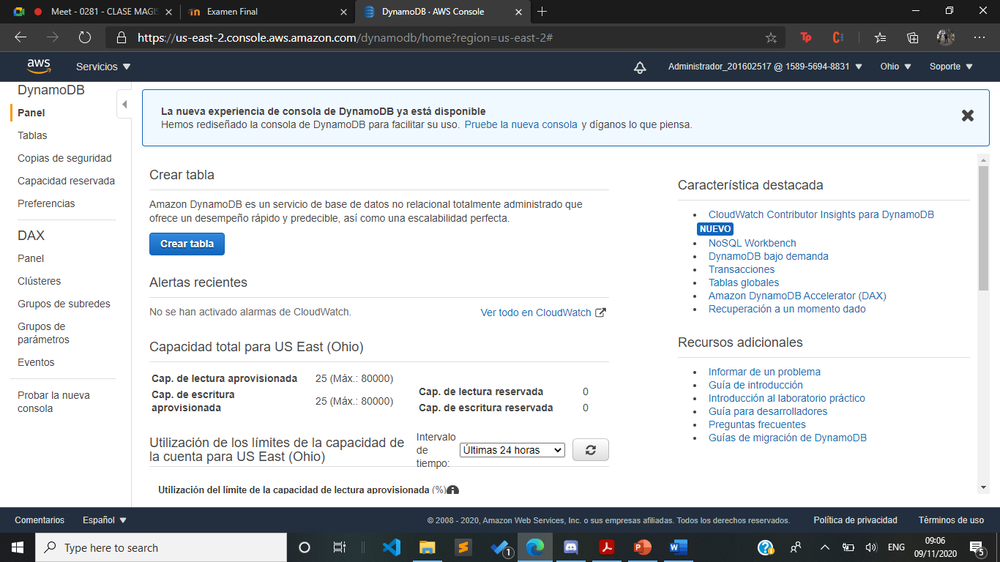 Meet - 0281 - CLASE MAGIS
Examen Final
DynamoDB · AWS Console
https://us-east-2.console.aws.amazon.com/dynamodb/home?region=us-east-2#
aws
Servicios
Administrador_201602517 @ 1589-5694-8831
Ohio
Soporte
DynamoDB
Panel
Tablas
Copias de seguridad
Capacidad reservada
Preferencias
DAX
Panel
Clústeres
Grupos de subredes
Grupos de
parámetros
Eventos
Probar la nueva
consola
La nueva experiencia de consola de DynamoDB ya está disponible
Hemos rediseñado la consola de DynamoDB para facilitar su uso. Pruebe la nueva consola y díganos lo que piensa.
Crear tabla
Amazon DynamoDB es un servicio de base de datos no relacional totalmente administrado que
ofrece un desempeño rápido y predecible, así como una escalabilidad perfecta.
Crear tabla
Alertas recientes
No se han activado alarmas de CloudWatch.
Ver todo en CloudWatch
Capacidad total para US East (Ohio)
Cap. de lectura aprovisionada 25 (Máx.: 80000)
Cap. de escritura
aprovisionada 25 (Máx.: 80000)
Cap. de lectura reservada 0
Cap. de escritura reservada 0
Utilización de los límites de la capacidad de
la cuenta para US East (Ohio)
Intervalo
de
tiempo:
Últimas 24 horas
Utilización del límite de la capacidad de lectura aprovisionada (%)
Característica destacada
CloudWatch Contributor Insights para DynamoDB
NUEVO
NoSQL Workbench
DynamoDB bajo demanda
Transacciones
Tablas globales
Amazon DynamoDB Accelerator (DAX)
Recuperación a un momento dado
Recursos adicionales
Informar de un problema
Guía de introducción
Introducción al laboratorio práctico
Guía para desarrolladores
Preguntas frecuentes
Guías de migración de DynamoDB
Comentarios
Español
© 2008 - 2020, Amazon Web Services, Inc. o sus empresas afiliadas. Todos los derechos reservados.
Política de privacidad
Términos de uso
Type here to search
1
ENG
09:06
09/11/2020
5